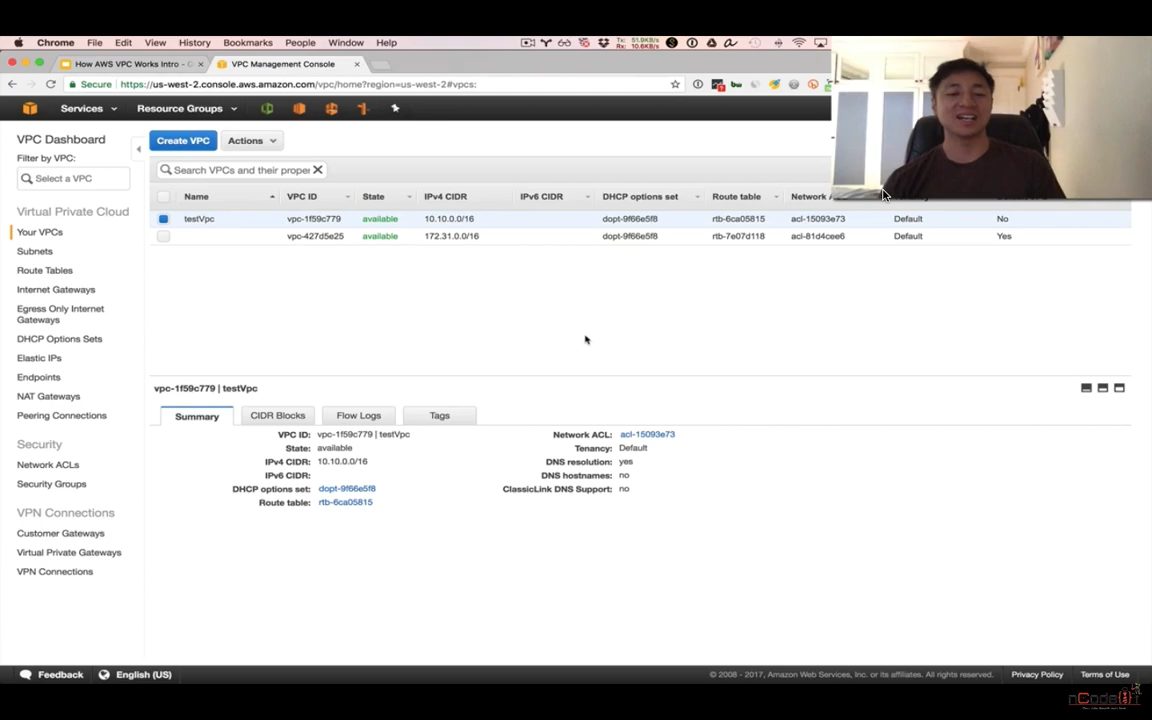 Chrome File Edit View History Bookmarks People Window Help Tx: 51.9KB/s
Rx: 10.6KB/s
How AWS VPC Works Intro - VPC Management Console
Secure https://us-west-2.console.aws.amazon.com/vpc/home?region=us-west-2#vpcs:
Services Resource Groups
VPC Dashboard
Filter by VPC:
Select a VPC
Virtual Private Cloud
Your VPCs
Subnets
Route Tables
Internet Gateways
Egress Only Internet
Gateways
DHCP Options Sets
Elastic IPs
Endpoints
NAT Gateways
Peering Connections
Security
Network ACLs
Security Groups
VPN Connections
Customer Gateways
Virtual Private Gateways
VPN Connections
Create VPC Actions
Search VPCs and their proper
Name VPC ID State IPv4 CIDR IPv6 CIDR DHCP options set Route table Network
testVpc vpc-1f59c779 available 10.10.0.0/16 dopt-9f66e5f8 rtb-6ca05815 acl-15093e73 Default No
vpc-427d5e25 available 172.31.0.0/16 dopt-9f66e5f8 rtb-7e07d118 acl-81d4cee6 Default Yes
vpc-1f59c779 | testVpc
Summary CIDR Blocks Flow Logs Tags
VPC ID: vpc-1f59c779 | testVpc
State: available
IPv4 CIDR: 10.10.0.0/16
IPv6 CIDR:
DHCP options set: dopt-9f66e5f8
Route table: rtb-6ca05815
Network ACL: acl-15093e73
Tenancy: Default
DNS resolution: yes
DNS hostnames: no
ClassicLink DNS Support: no
Feedback English (US) © 2008 - 2017, Amazon Web Services, Inc. or its affiliates. All rights reserved. Privacy Policy Terms of Use